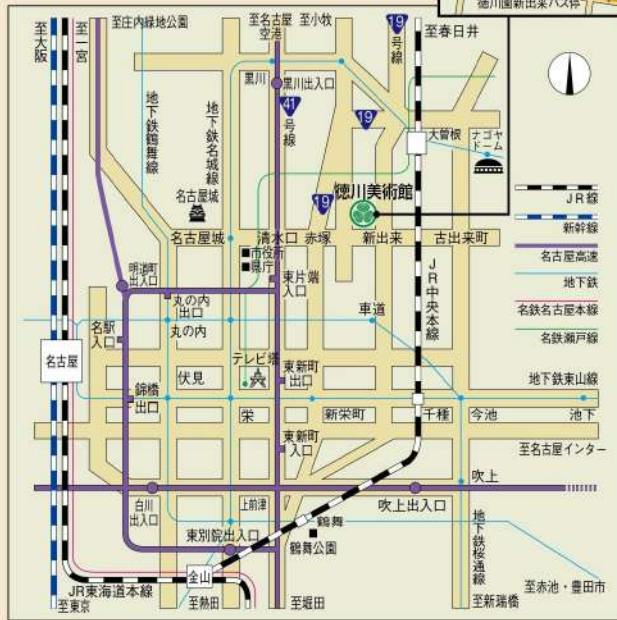 徳川園新出来バス停
至庄内緑地公園
至名古屋空港
至小牧
19
号線
至春日井
至大阪
至一宮
黒川
黒川出入口
41
号線
19
大曽根
ナゴヤドーム
地下鉄鶴舞線
地下鉄名城線
名古屋城
19
徳川美術館
JR線
新幹線
名古屋高速
地下鉄
名鉄名古屋本線
名鉄瀬戸線
名古屋城
清水口
赤塚
新出来
古出来町
■市役所
■県庁
明道町出入口
東片端入口
JR中央本線
丸の内出口
丸の内
車道
名駅入口
名古屋
テレビ塔
伏見
東新町出口
地下鉄東山線
錦橋出口
栄
新栄町
千種
今池
池下
東新町入口
至名古屋インター
吹上
白川出入口
上前津
吹上出入口
鶴舞
東別院出入口
鶴舞公園
地下鉄桜通線
金山
JR東海道本線
至東京
至熱田
至堀田
至新瑞橋
至赤池・豊田市